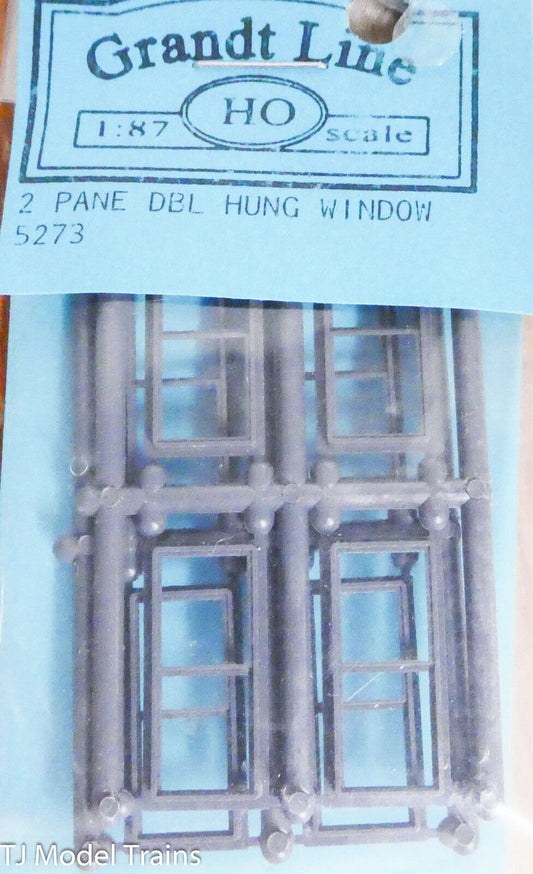 Grandt Line
1:87 HO scale
2 PANE DBL HUNG WINDOW
5273
TJ Model Trains